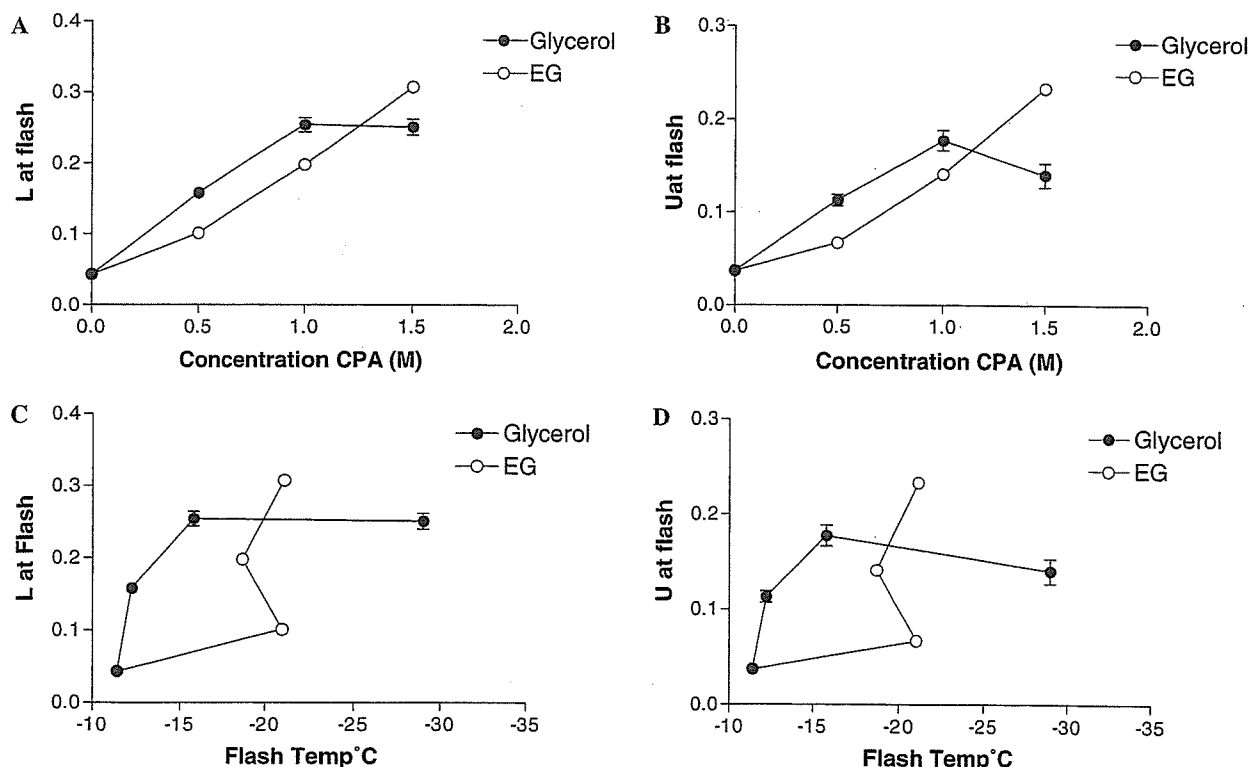 A
L at flash
0.4
0.3
0.2
0.1
0.0
0.0 0.5 1.0 1.5 2.0
Concentration CPA (M)
Glycerol
EG
B
Uat flash
0.3
0.2
0.1
0.0
0.0 0.5 1.0 1.5 2.0
Concentration CPA (M)
Glycerol
EG
C
L at Flash
0.4
0.3
0.2
0.1
0.0
-10 -15 -20 -25 -30 -35
Flash Temp°C
Glycerol
EG
D
U at flash
0.3
0.2
0.1
0.0
-10 -15 -20 -25 -30 -35
Flash Temp°C
Glycerol
EG